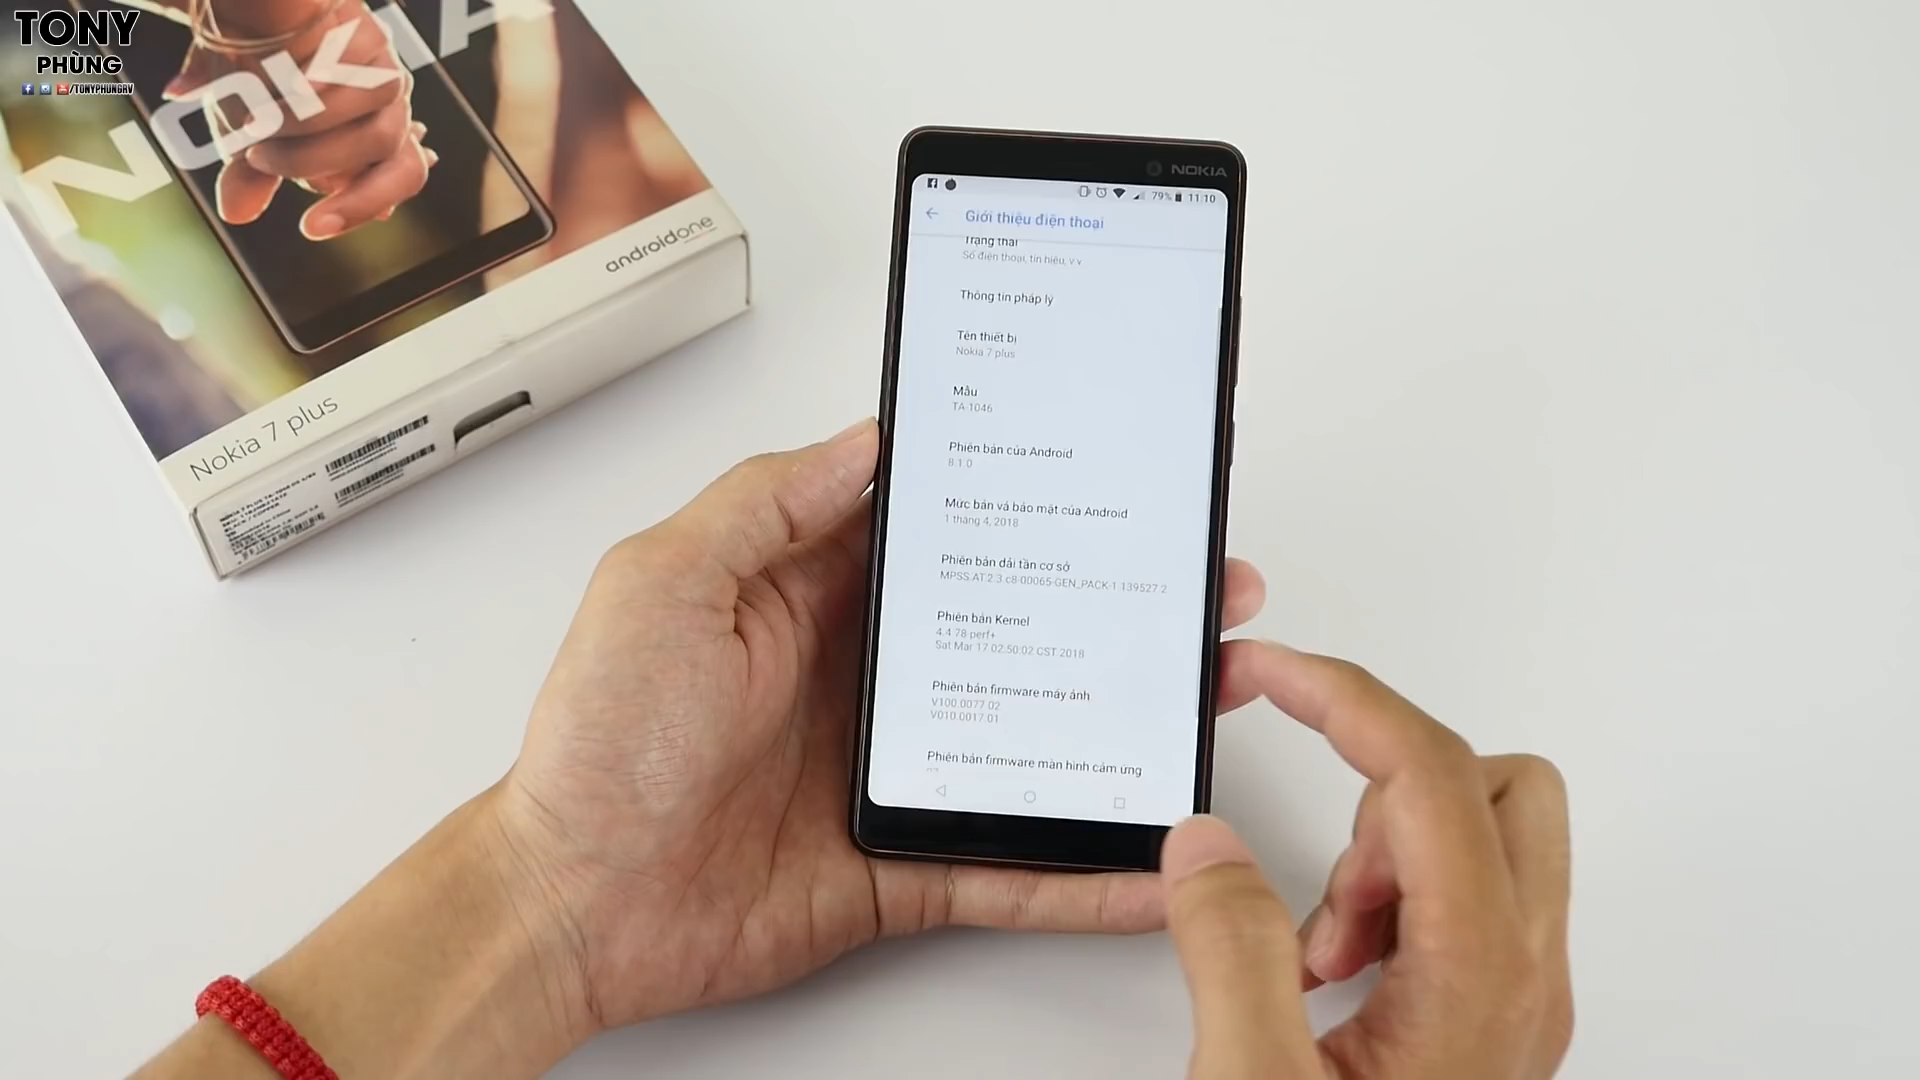 TONY
PHÙNG
/TONYPHUNGRV
NOKIA
androidone
Nokia 7 plus
NOKIA
79% 11:10
Giới thiệu điện thoại
Trạng thái
Số điện thoại, tín hiệu, v.v
Thông tin pháp lý
Tên thiết bị
Nokia 7 plus
Mẫu
TA-1046
Phiên bản của Android
8.1.0
Mức bản vá bảo mật của Android
1 tháng 4, 2018
Phiên bản dải tần cơ sở
MPSS.AT.2.3.c8-00065-GEN_PACK-1.139527.2
Phiên bản Kernel
4.4.78-perf+
Sat Mar 17 02:50:02 CST 2018
Phiên bản firmware máy ảnh
V100.0077.02
V010.0017.01
Phiên bản firmware màn hình cảm ứng